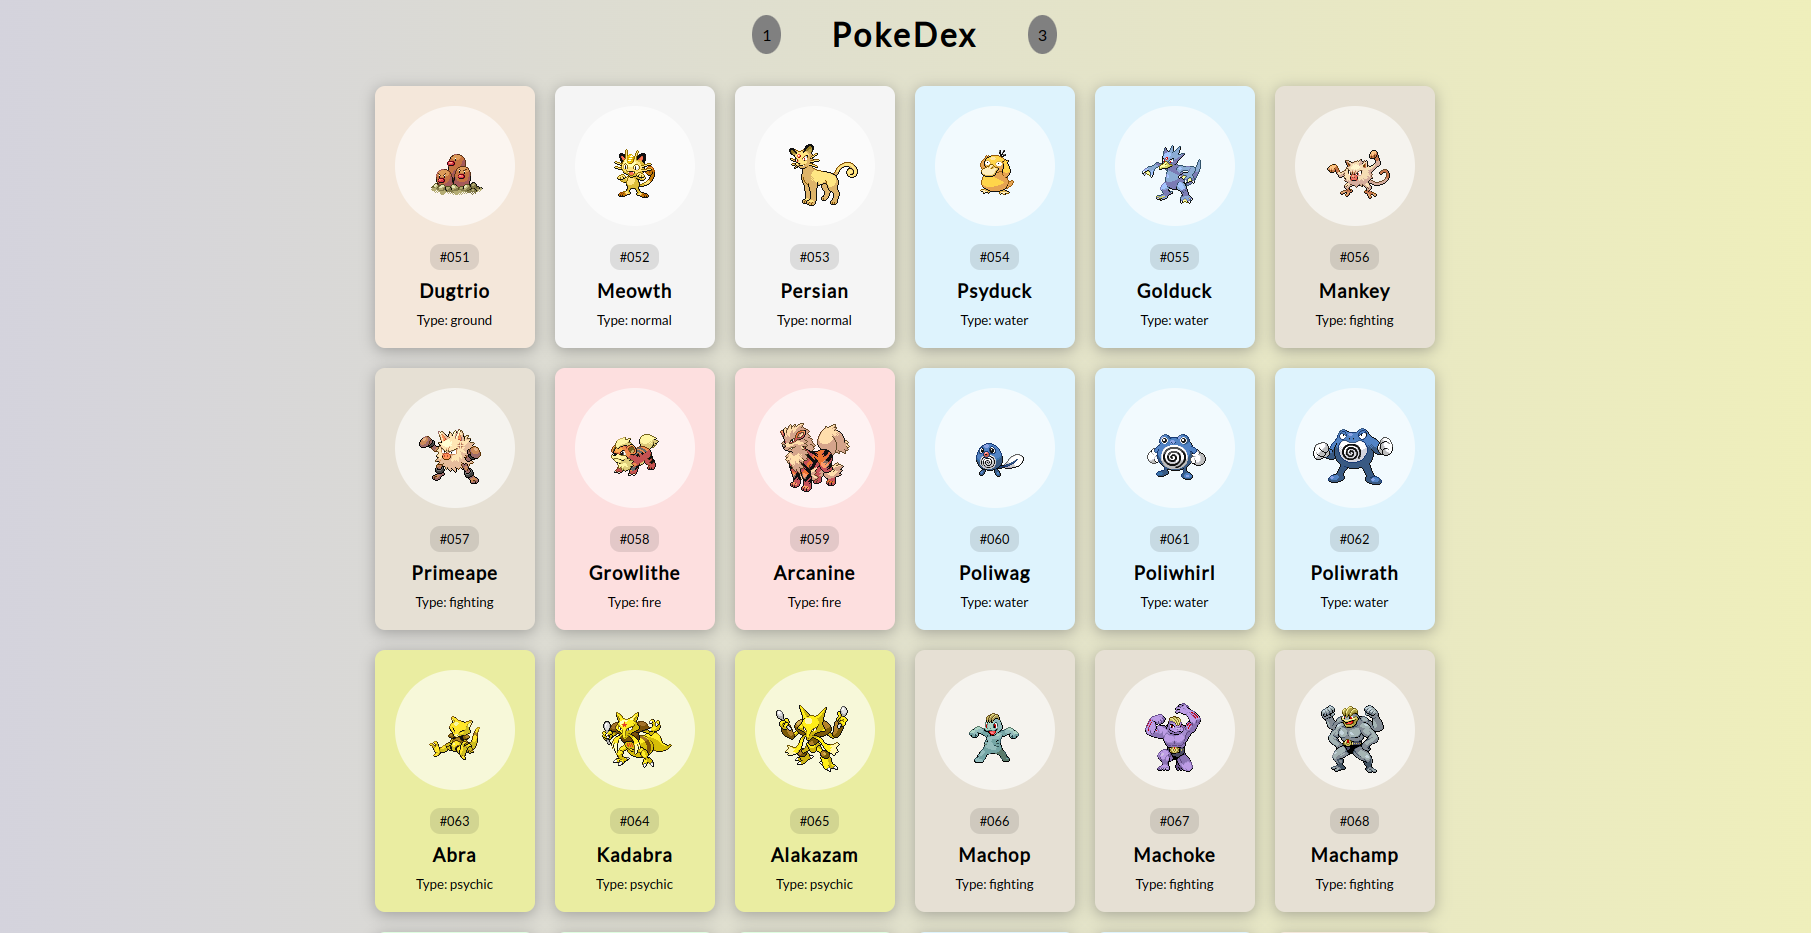 1 PokeDex 3
#051 #052 #053 #054 #055 #056
Dugtrio Meowth Persian Psyduck Golduck Mankey
Type: ground Type: normal Type: normal Type: water Type: water Type: fighting
#057 #058 #059 #060 #061 #062
Primeape Growlithe Arcanine Poliwag Poliwhirl Poliwrath
Type: fighting Type: fire Type: fire Type: water Type: water Type: water
#063 #064 #065 #066 #067 #068
Abra Kadabra Alakazam Machop Machoke Machamp
Type: psychic Type: psychic Type: psychic Type: fighting Type: fighting Type: fighting